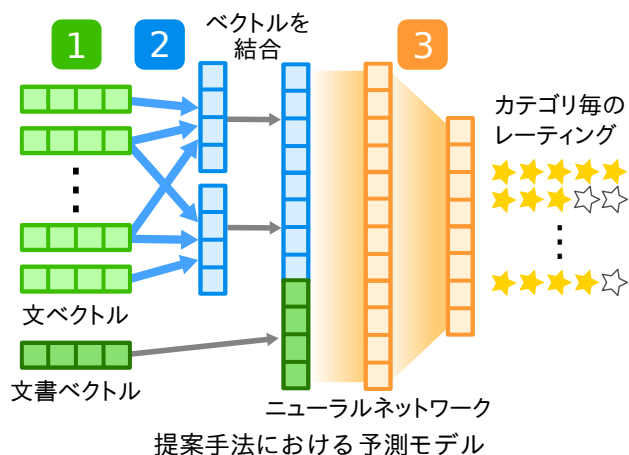 1
2
ベクトルを
結合
3
カテゴリ毎の
レーティング
文ベクトル
文書ベクトル
ニューラルネットワーク
提案手法における予測モデル